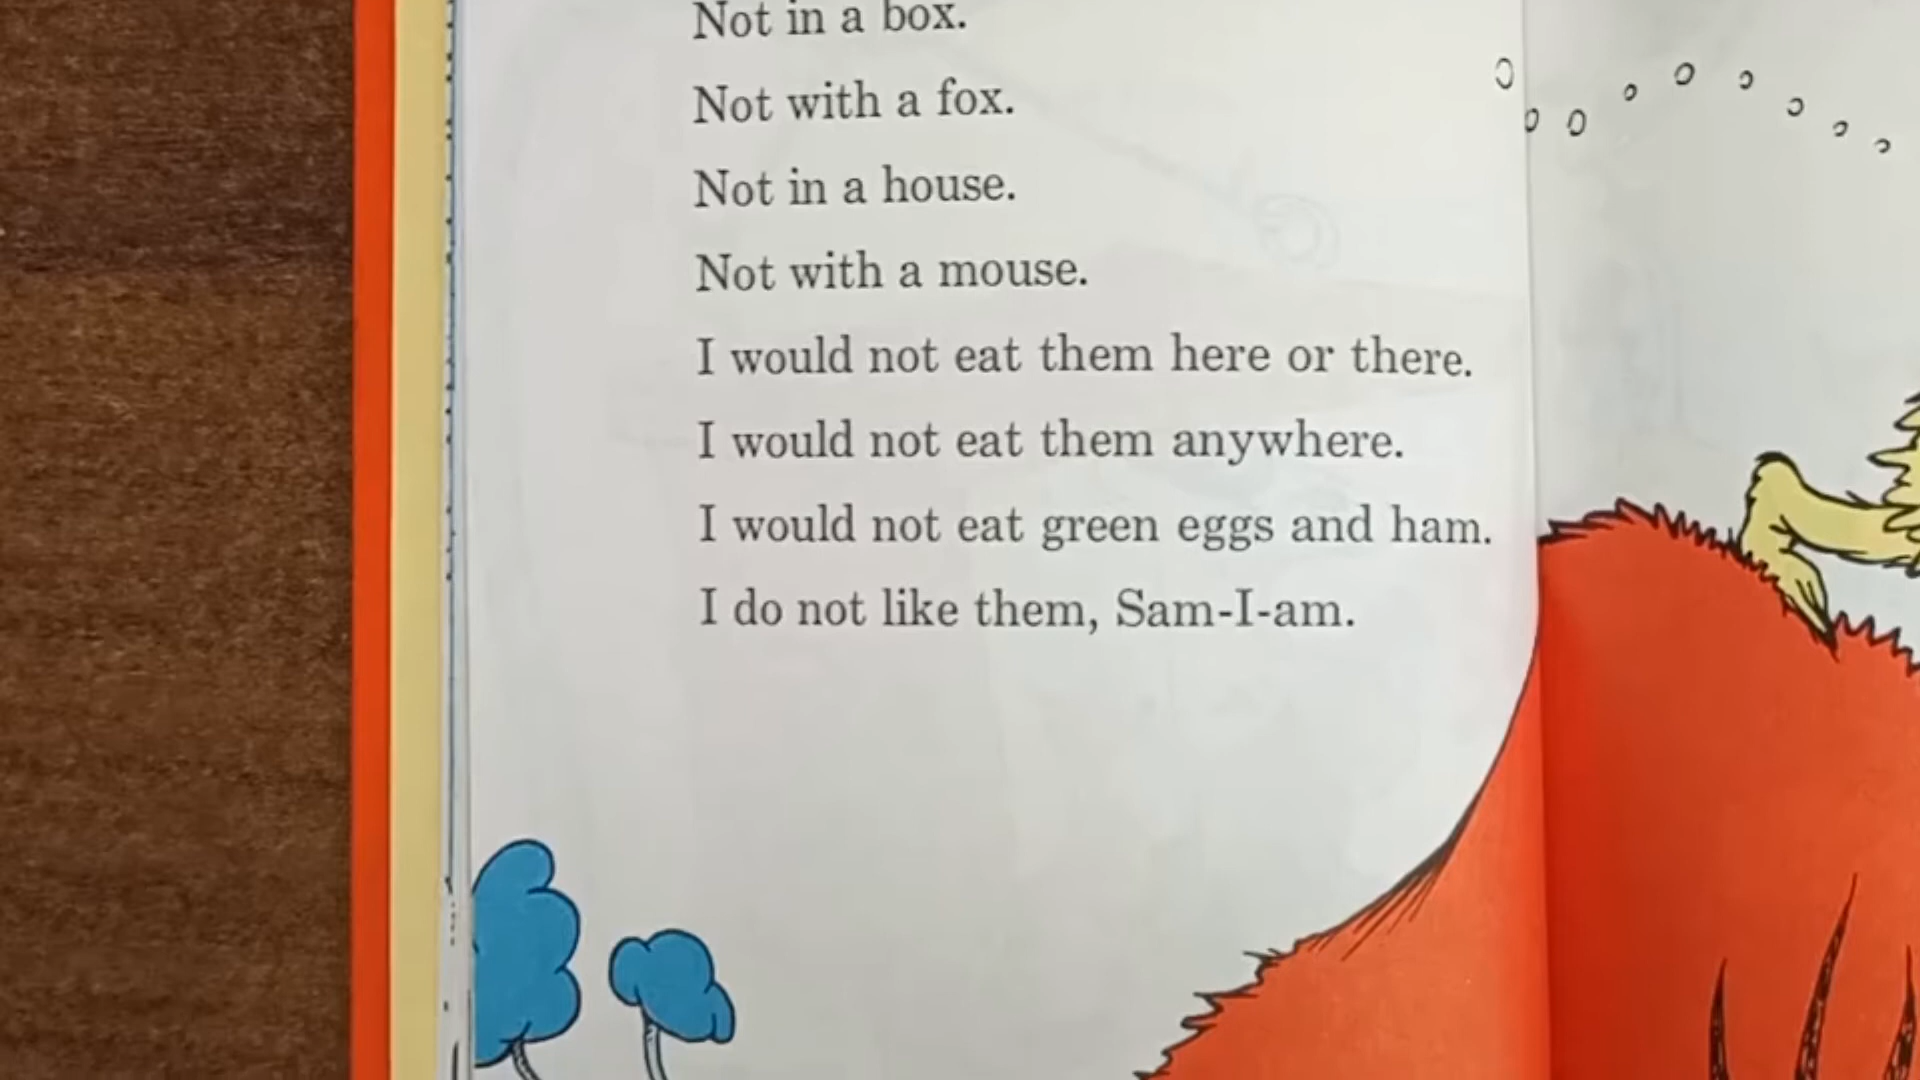 Not in a box.
Not with a fox.
Not in a house.
Not with a mouse.
I would not eat them here or there.
I would not eat them anywhere.
I would not eat green eggs and ham.
I do not like them, Sam-I-am.